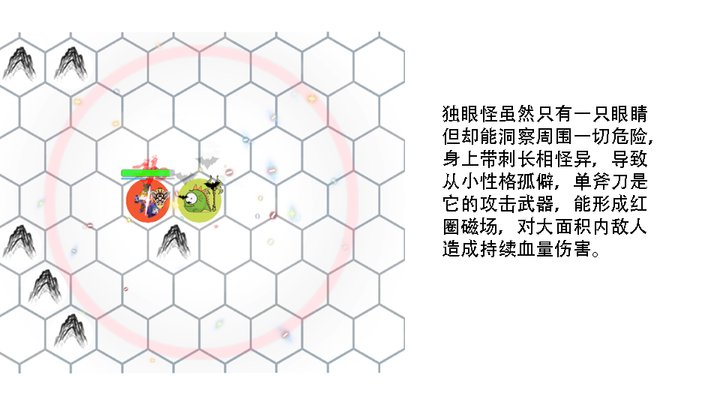 独眼怪虽然只有一只眼睛
但却能洞察周围一切危险,
身上带刺长相怪异, 导致
从小性格孤僻, 单斧刀是
它的攻击武器, 能形成红
圈磁场, 对大面积内敌人
造成持续血量伤害。